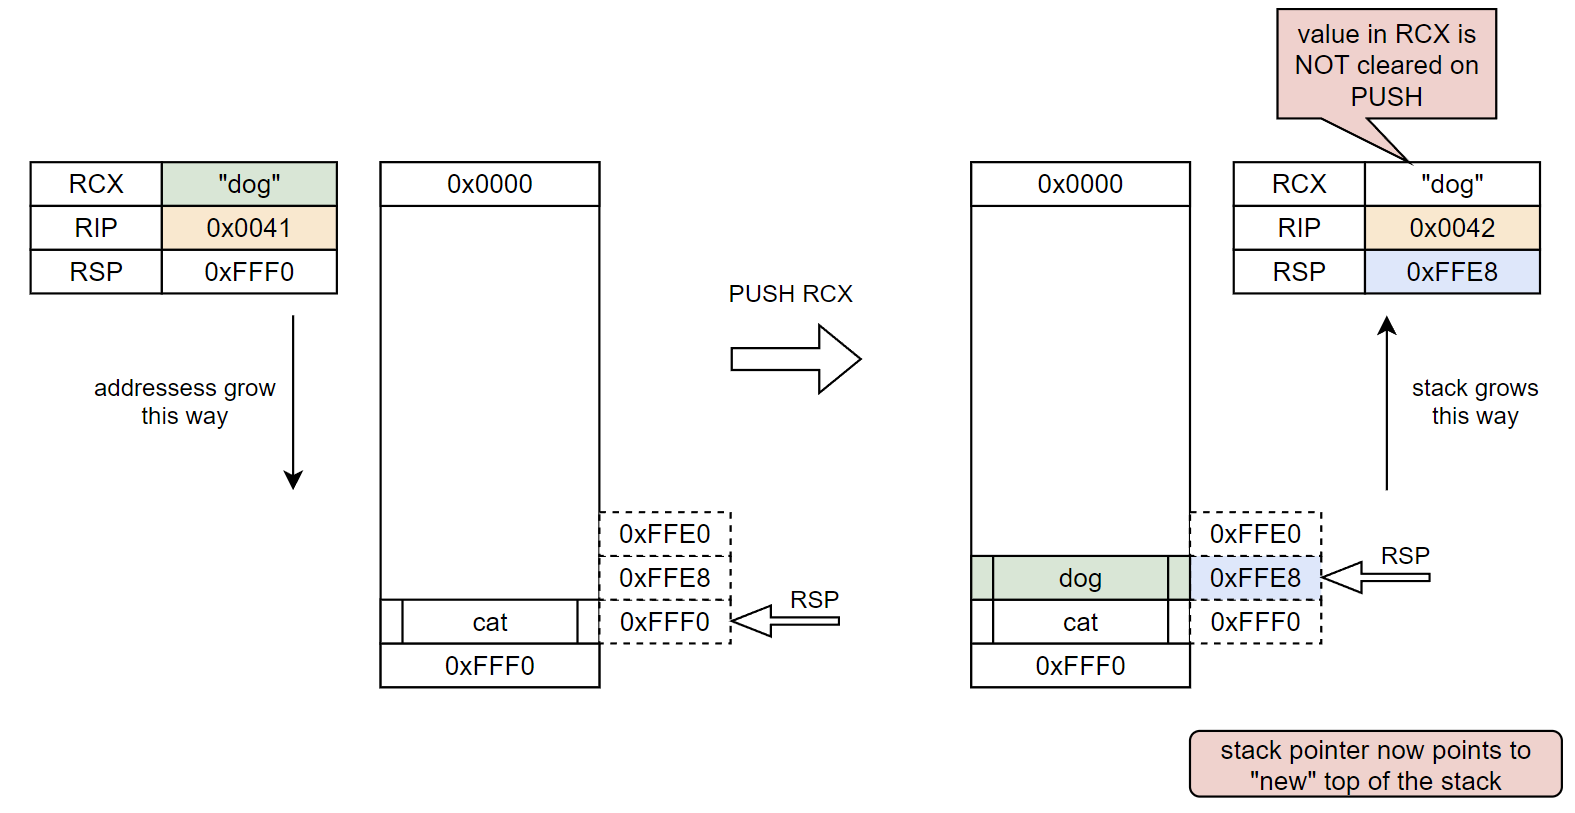 value in RCX is
NOT cleared on
PUSH
RCX
"dog"
RIP
0x0041
RSP
0xFFF0
addressess grow
this way
0x0000
0xFFE0
0xFFE8
cat
0xFFF0
0xFFF0
RSP
PUSH RCX
0x0000
dog
cat
0xFFF0
0xFFE0
0xFFE8
0xFFF0
RSP
RCX
"dog"
RIP
0x0042
RSP
0xFFE8
stack grows
this way
stack pointer now points to
"new" top of the stack